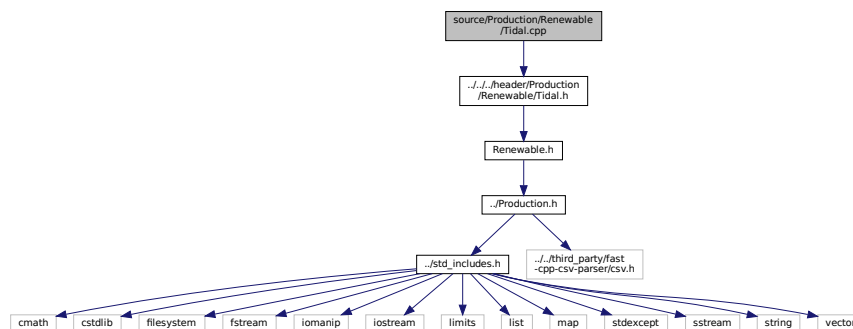 source/Production/Renewable
/Tidal.cpp
../../../header/Production
/Renewable/Tidal.h
Renewable.h
../Production.h
../std_includes.h
../../third_party/fast
-cpp-csv-parser/csv.h
cmath
cstdlib
filesystem
fstream
iomanip
iostream
limits
list
map
stdexcept
sstream
string
vector